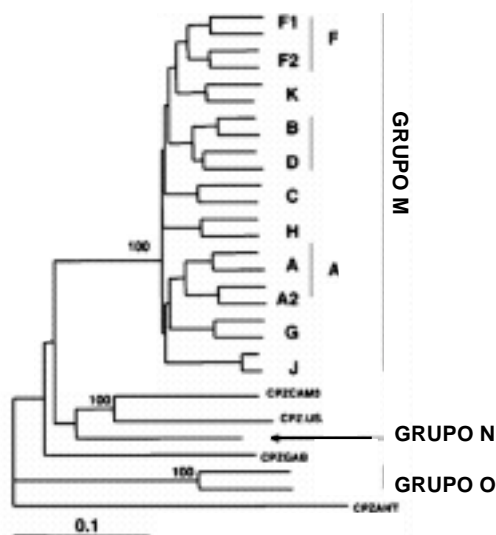 F1
F
F2
K
B
D
C
H
100
A
A
A2
G
J
GRUPO M
CPZCAM3
100
CPZ.US
GRUPO N
CPZGAB
100
GRUPO O
CPZANT
0.1